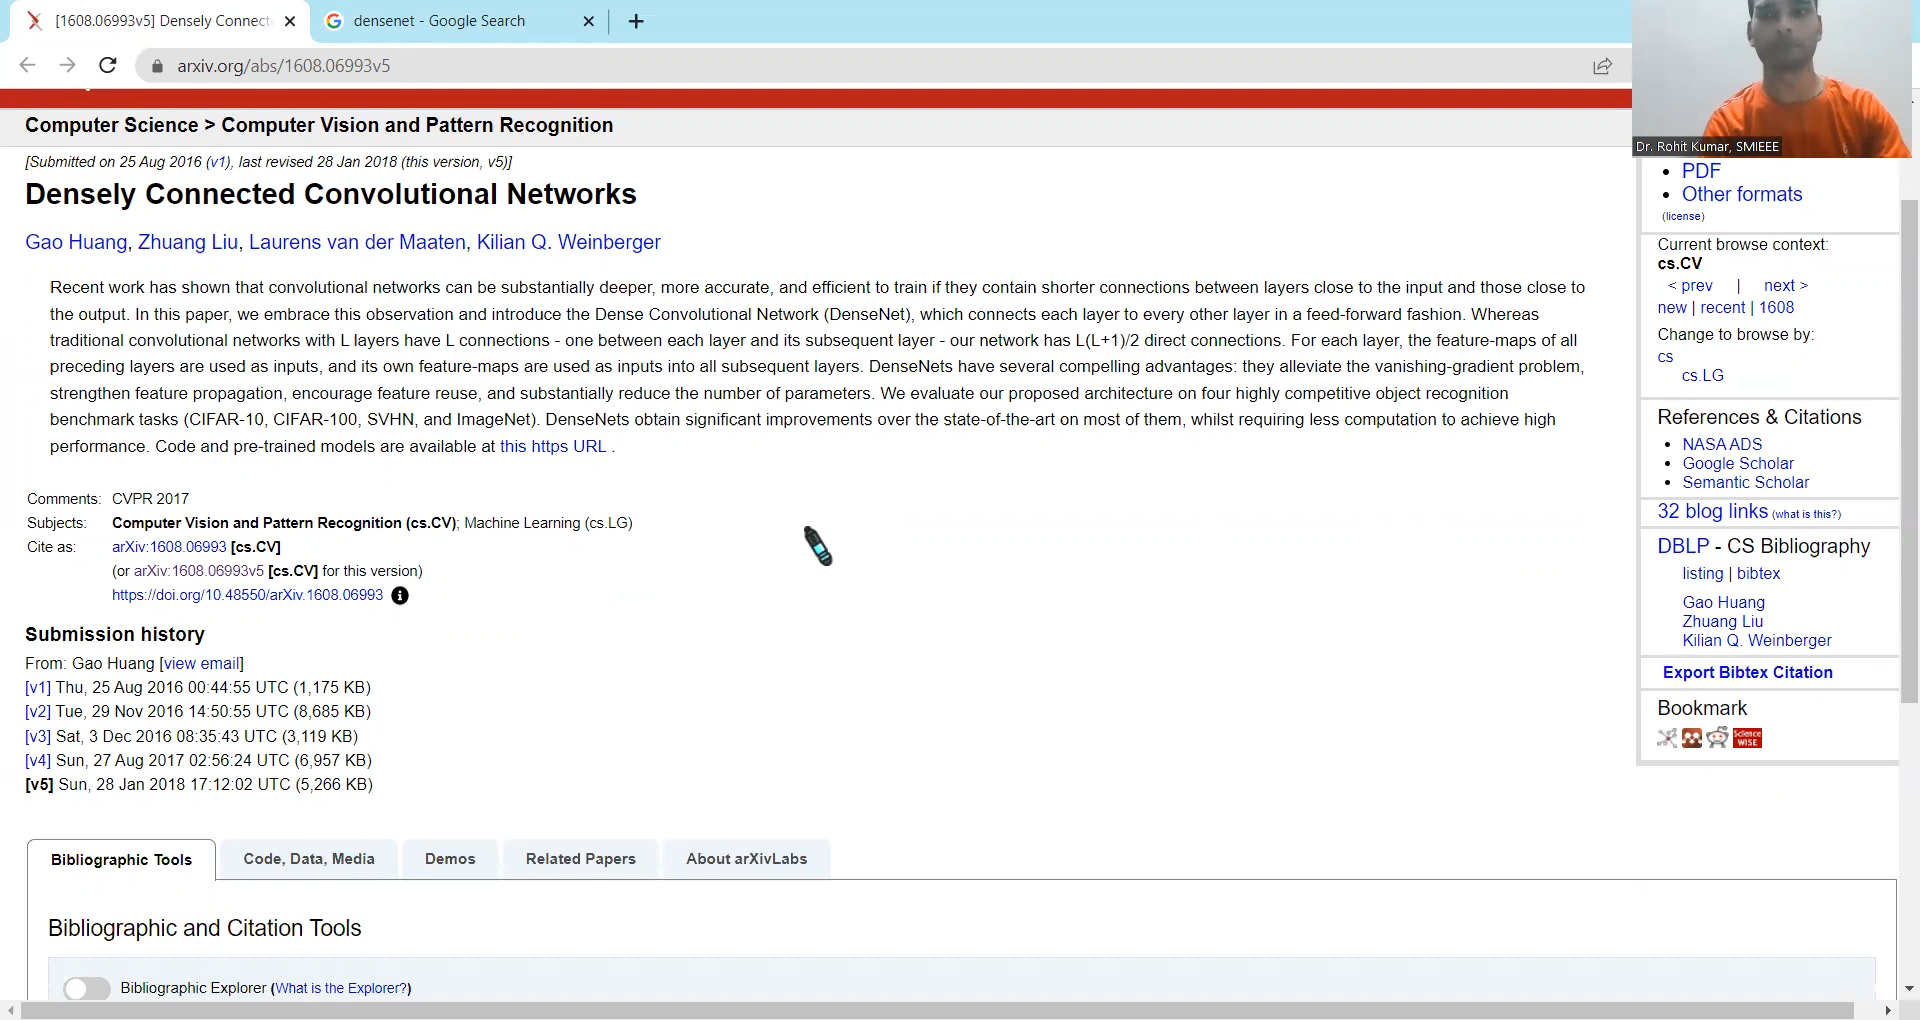 [1608.06993v5] Densely Connect
densenet - Google Search
arxiv.org/abs/1608.06993v5
Dr. Rohit Kumar, SMIEEE
Computer Science > Computer Vision and Pattern Recognition
[Submitted on 25 Aug 2016 (v1), last revised 28 Jan 2018 (this version, v5)]
Densely Connected Convolutional Networks
Gao Huang, Zhuang Liu, Laurens van der Maaten, Kilian Q. Weinberger
Recent work has shown that convolutional networks can be substantially deeper, more accurate, and efficient to train if they contain shorter connections between layers close to the input and those close to
the output. In this paper, we embrace this observation and introduce the Dense Convolutional Network (DenseNet), which connects each layer to every other layer in a feed-forward fashion. Whereas
traditional convolutional networks with L layers have L connections - one between each layer and its subsequent layer - our network has L(L+1)/2 direct connections. For each layer, the feature-maps of all
preceding layers are used as inputs, and its own feature-maps are used as inputs into all subsequent layers. DenseNets have several compelling advantages: they alleviate the vanishing-gradient problem,
strengthen feature propagation, encourage feature reuse, and substantially reduce the number of parameters. We evaluate our proposed architecture on four highly competitive object recognition
benchmark tasks (CIFAR-10, CIFAR-100, SVHN, and ImageNet). DenseNets obtain significant improvements over the state-of-the-art on most of them, whilst requiring less computation to achieve high
performance. Code and pre-trained models are available at this https URL .
Comments: CVPR 2017
Subjects: Computer Vision and Pattern Recognition (cs.CV); Machine Learning (cs.LG)
Cite as: arXiv:1608.06993 [cs.CV]
(or arXiv:1608.06993v5 [cs.CV] for this version)
https://doi.org/10.48550/arXiv.1608.06993
Submission history
From: Gao Huang [view email]
[v1] Thu, 25 Aug 2016 00:44:55 UTC (1,175 KB)
[v2] Tue, 29 Nov 2016 14:50:55 UTC (8,685 KB)
[v3] Sat, 3 Dec 2016 08:35:43 UTC (3,119 KB)
[v4] Sun, 27 Aug 2017 02:56:24 UTC (6,957 KB)
[v5] Sun, 28 Jan 2018 17:12:02 UTC (5,266 KB)
Bibliographic Tools
Code, Data, Media
Demos
Related Papers
About arXivLabs
Bibliographic and Citation Tools
Bibliographic Explorer (What is the Explorer?)
PDF
Other formats
(license)
Current browse context:
cs.CV
< prev | next >
new | recent | 1608
Change to browse by:
cs
cs.LG
References & Citations
NASA ADS
Google Scholar
Semantic Scholar
32 blog links (what is this?)
DBLP - CS Bibliography
listing | bibtex
Gao Huang
Zhuang Liu
Kilian Q. Weinberger
Export Bibtex Citation
Bookmark
Science
WISE